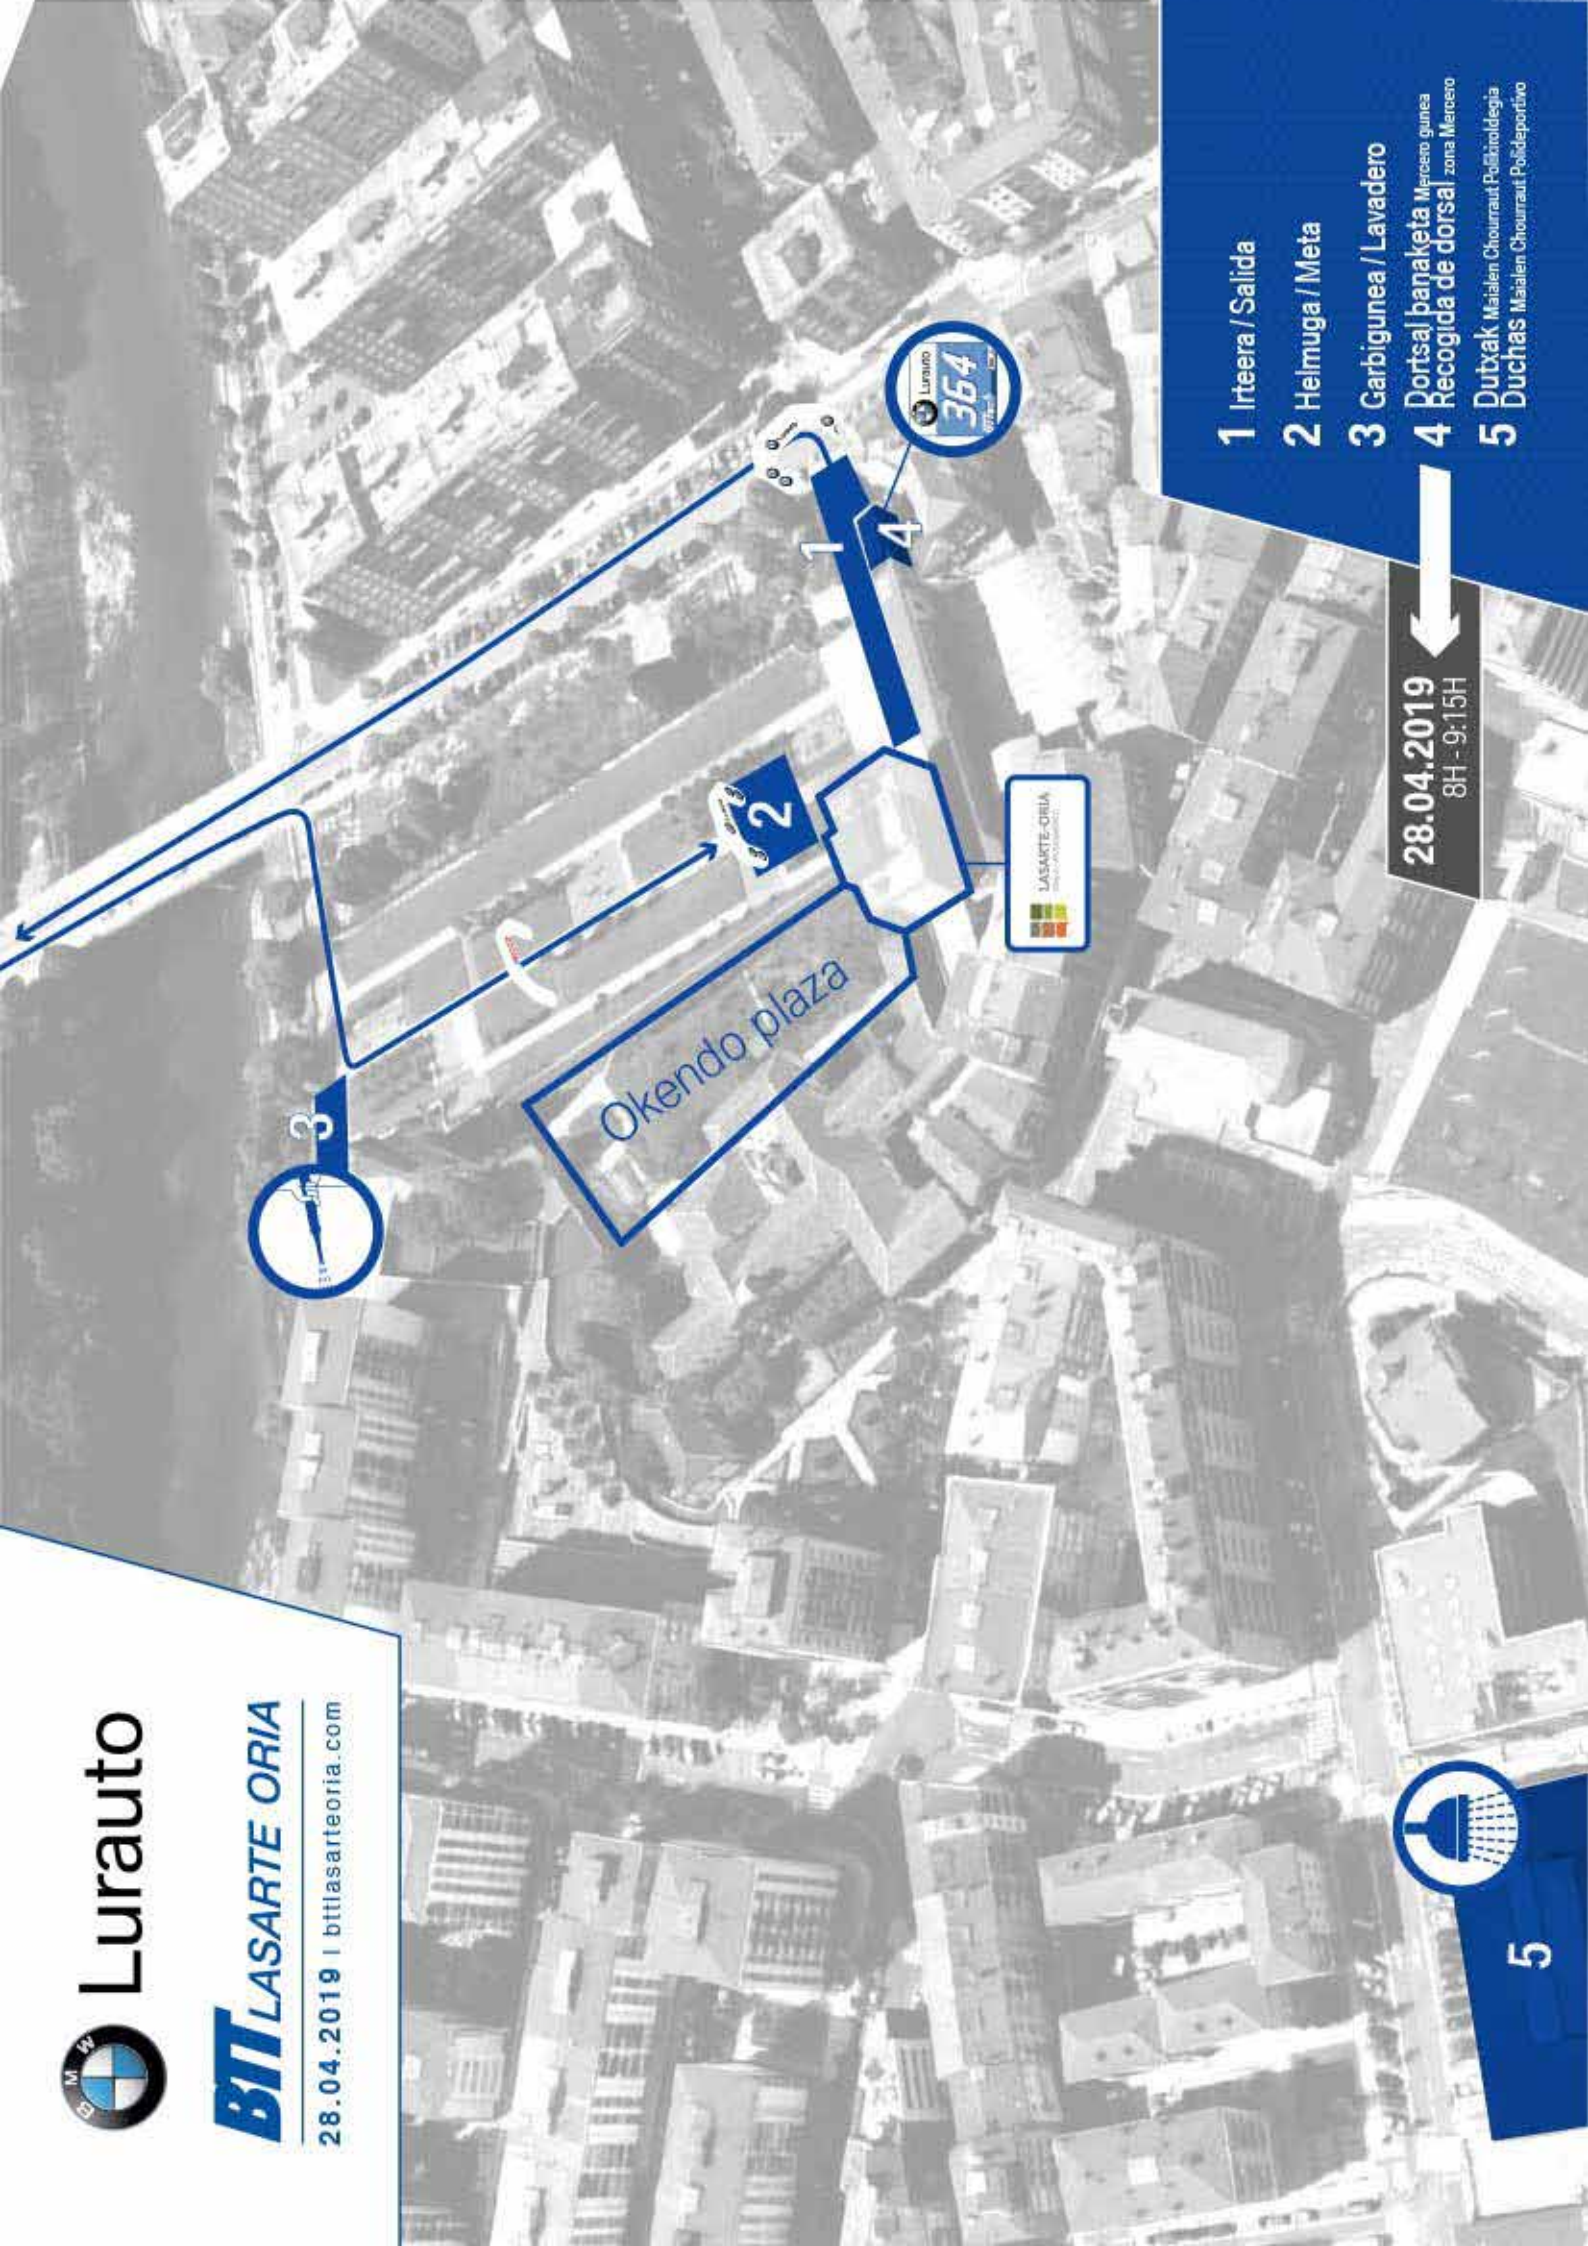 BMW
Lurauto
BTT LASARTE ORIA
28.04.2019 | bttlasarteoria.com
3
Okendo plaza
2
1
4
Lurauto
364
LASARTE-ORIA
5
28.04.2019
8H - 9:15H
1 Irteera / Salida
2 Helmuga / Meta
3 Garbigunea / Lavadero
4 Dortsal banaketa Mercero gunea
Recogida de dorsal zona Mercero
5 Dutxak Maialen Chourraut Polikiroldegia
Duchas Maialen Chourraut Polideportivo